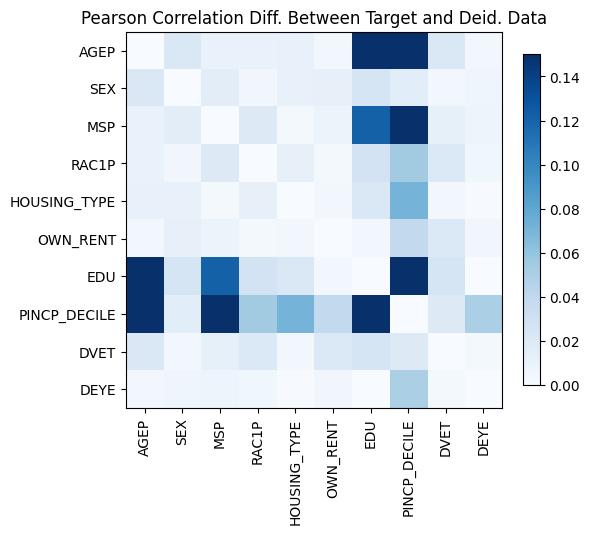 Pearson Correlation Diff. Between Target and Deid. Data
AGEP
SEX
MSP
RAC1P
HOUSING_TYPE
OWN_RENT
EDU
PINCP_DECILE
DVET
DEYE
AGEP
SEX
MSP
RAC1P
HOUSING_TYPE
OWN_RENT
EDU
PINCP_DECILE
DVET
DEYE
0.14
0.12
0.10
0.08
0.06
0.04
0.02
0.00